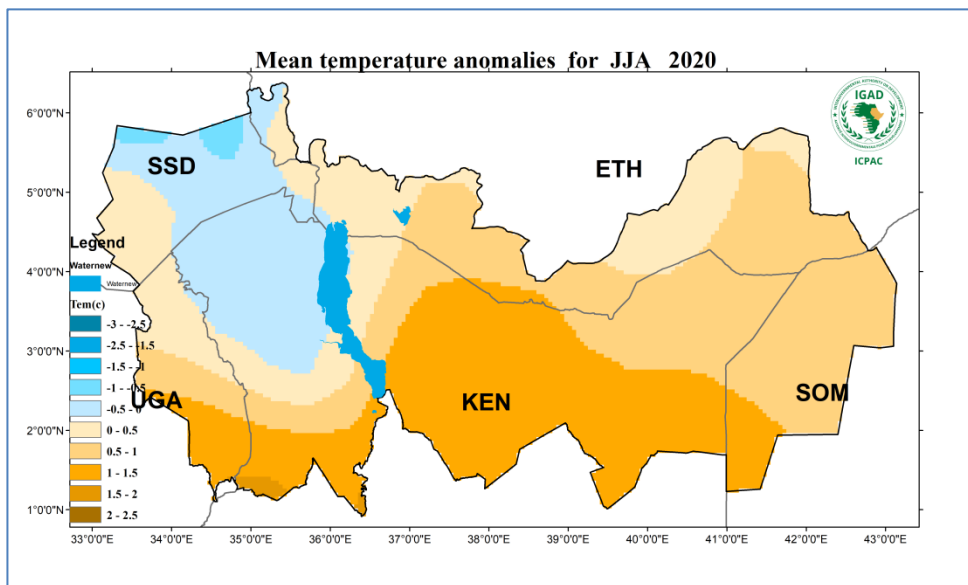 Mean temperature anomalies for JJA 2020
6°0'0"N
5°0'0"N
4°0'0"N
3°0'0"N
2°0'0"N
1°0'0"N
SSD
ETH
UGA
KEN
SOM
IGAD
ICPAC
Legend
Waternew
Waternew
Tem(c)
-3 - -2.5
-2.5 - -1.5
-1.5 - -1
-1 - -0.5
-0.5 - 0
0 - 0.5
0.5 - 1
1 - 1.5
1.5 - 2
2 - 2.5
33°0'0"E 34°0'0"E 35°0'0"E 36°0'0"E 37°0'0"E 38°0'0"E 39°0'0"E 40°0'0"E 41°0'0"E 42°0'0"E 43°0'0"E